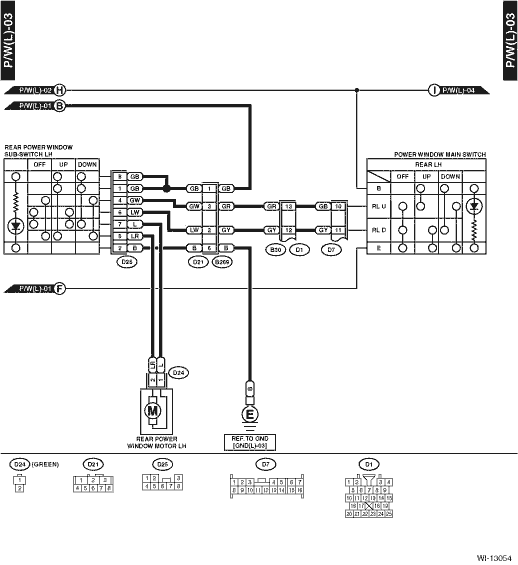 P/W(L)-03
P/W(L)-03
P/W(L)-02 H
I P/W(L)-04
P/W(L)-01 B
REAR POWER WINDOW
SUB-SWITCH LH
OFF UP DOWN
POWER WINDOW MAIN SWITCH
REAR LH
OFF UP DOWN
B
RL U
RL D
E
8 GB
1 GB GB 1 GB
4 GW GW 3 GR GR 13 GB 10
6 LW LW 2 GY GY 12 GY 11
7 L
5 LR
2 B B 6 B
D25
D21 B269
B50 D1
D7
P/W(L)-01 F
LR L
2 1
D24
M
REAR POWER
WINDOW MOTOR LH
B
E
REF. TO GND
[GND(L)-03]
D24 (GREEN)
1
2
D21
1 2 3
4 5 6 7 8
D25
1 2 3
4 5 6 7 8
D7
1 2 3 4 5 6 7
8 9 10 11 12 13 14 15 16
D1
1 2 3 4
5 6 7 8 9
10 11 12 13 14 15
16 17 18 19
20 21 22 23 24 25
WI-13054